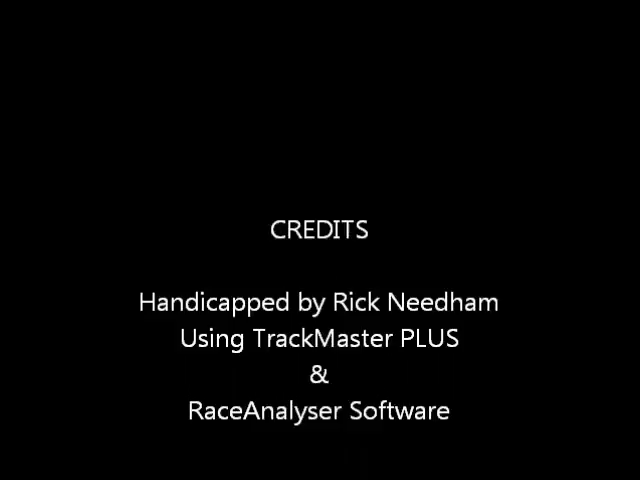 CREDITS
Handicapped by Rick Needham
Using TrackMaster PLUS
&
RaceAnalyser Software